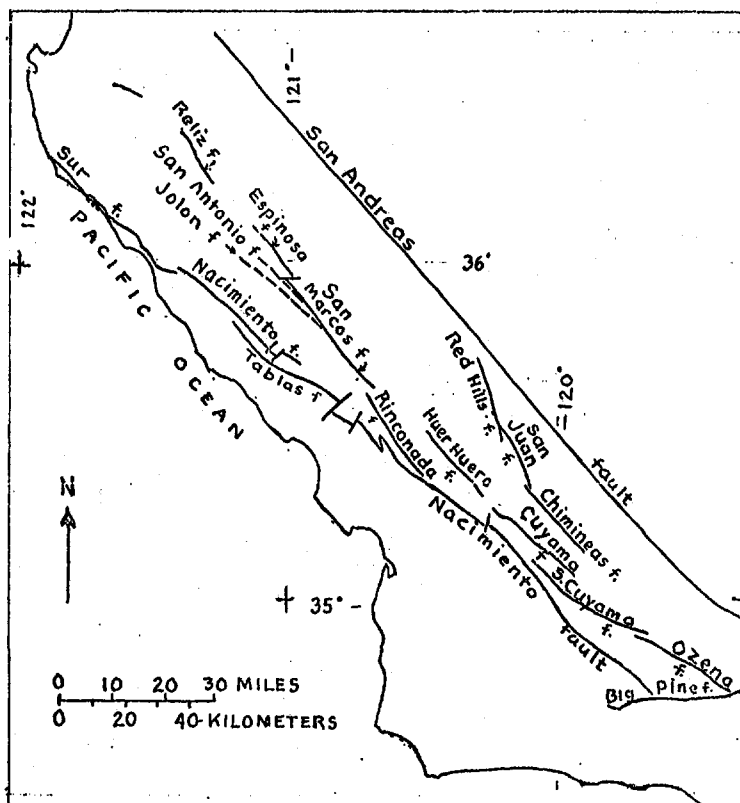 121°
Reliz f.
San Andreas
fault
Sur f.
San Antonio f.
Espinosa f.
Jolon f
122°
PACIFIC OCEAN
36°
San Marcos f.
Nacimiento f.
Tablas f
Red Hills f.
120°
San Juan f.
Rinconada f.
Huer Huero
N
Chimineas f.
Cuyama f
Nacimiento fault
S. Cuyama f.
35°
Ozena f.
Big Pine f.
0 10 20 30 MILES
0 20 40 KILOMETERS